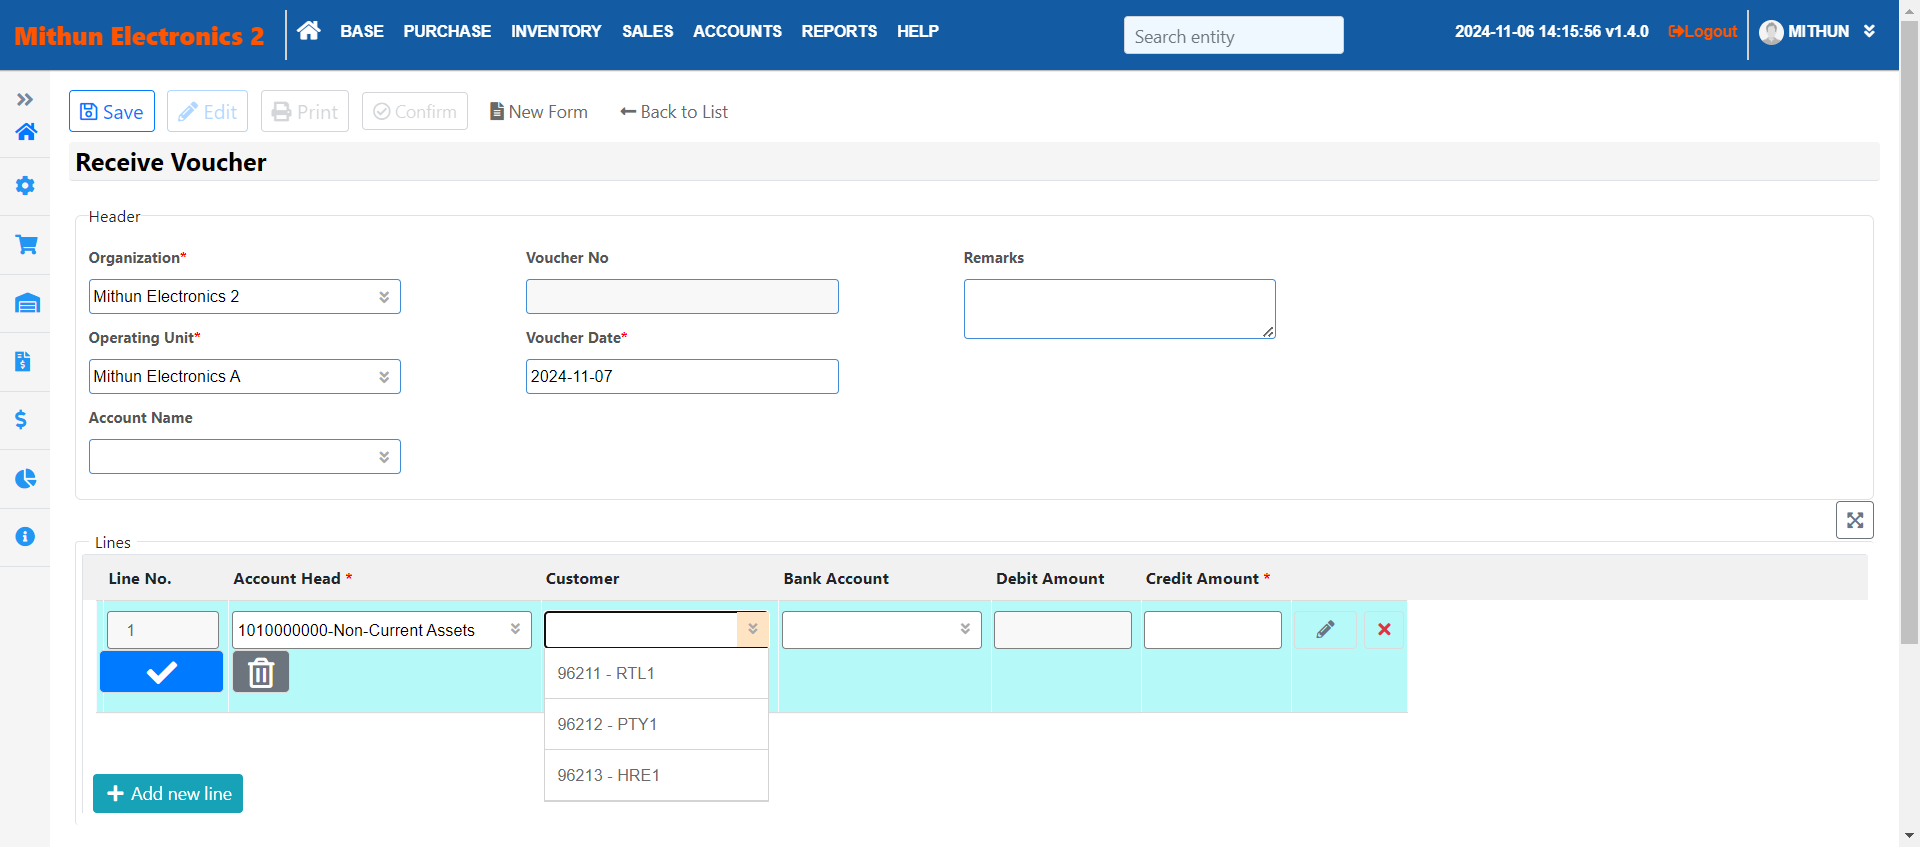 Mithun Electronics 2
BASE PURCHASE INVENTORY SALES ACCOUNTS REPORTS HELP
Search entity
2024-11-06 14:15:56 v1.4.0 Logout MITHUN
Save Edit Print Confirm New Form Back to List
Receive Voucher
Header
Organization* Voucher No Remarks
Mithun Electronics 2
Operating Unit* Voucher Date*
Mithun Electronics A 2024-11-07
Account Name
Lines
Line No. Account Head * Customer Bank Account Debit Amount Credit Amount *
1 1010000000-Non-Current Assets
96211 - RTL1
96212 - PTY1
96213 - HRE1
Add new line